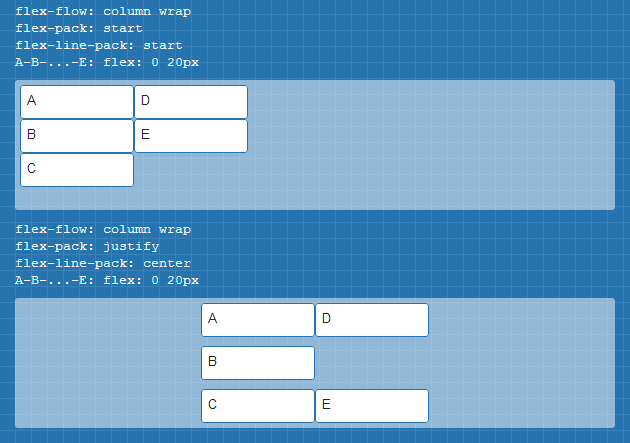 flex-flow: column wrap
flex-pack: start
flex-line-pack: start
A-B-...-E: flex: 0 20px
A D
B E
C
flex-flow: column wrap
flex-pack: justify
flex-line-pack: center
A-B-...-E: flex: 0 20px
A D
B
C E